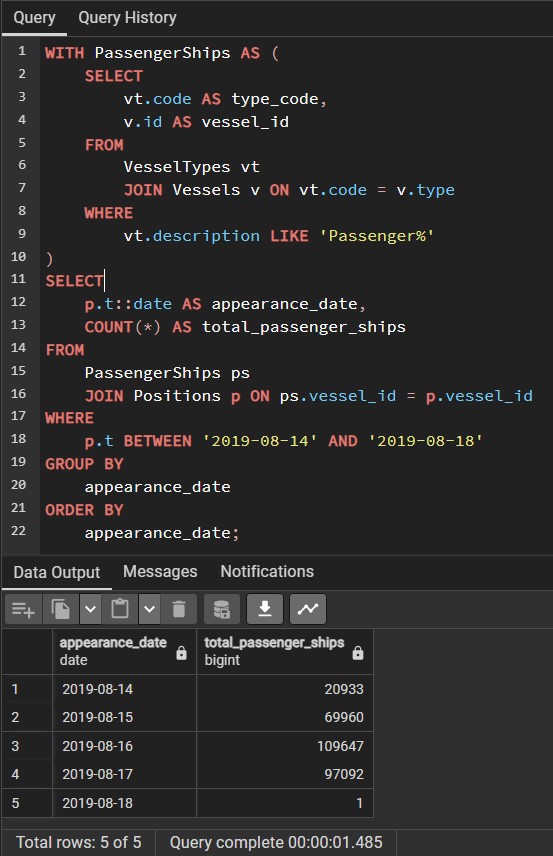 Query Query History
1 WITH PassengerShips AS (
2 SELECT
3 vt.code AS type_code,
4 v.id AS vessel_id
5 FROM
6 VesselTypes vt
7 JOIN Vessels v ON vt.code = v.type
8 WHERE
9 vt.description LIKE 'Passenger%'
10 )
11 SELECT
12 p.t::date AS appearance_date,
13 COUNT(*) AS total_passenger_ships
14 FROM
15 PassengerShips ps
16 JOIN Positions p ON ps.vessel_id = p.vessel_id
17 WHERE
18 p.t BETWEEN '2019-08-14' AND '2019-08-18'
19 GROUP BY
20 appearance_date
21 ORDER BY
22 appearance_date;
Data Output Messages Notifications
appearance_date total_passenger_ships
date bigint
1 2019-08-14 20933
2 2019-08-15 69960
3 2019-08-16 109647
4 2019-08-17 97092
5 2019-08-18 1
Total rows: 5 of 5 Query complete 00:00:01.485